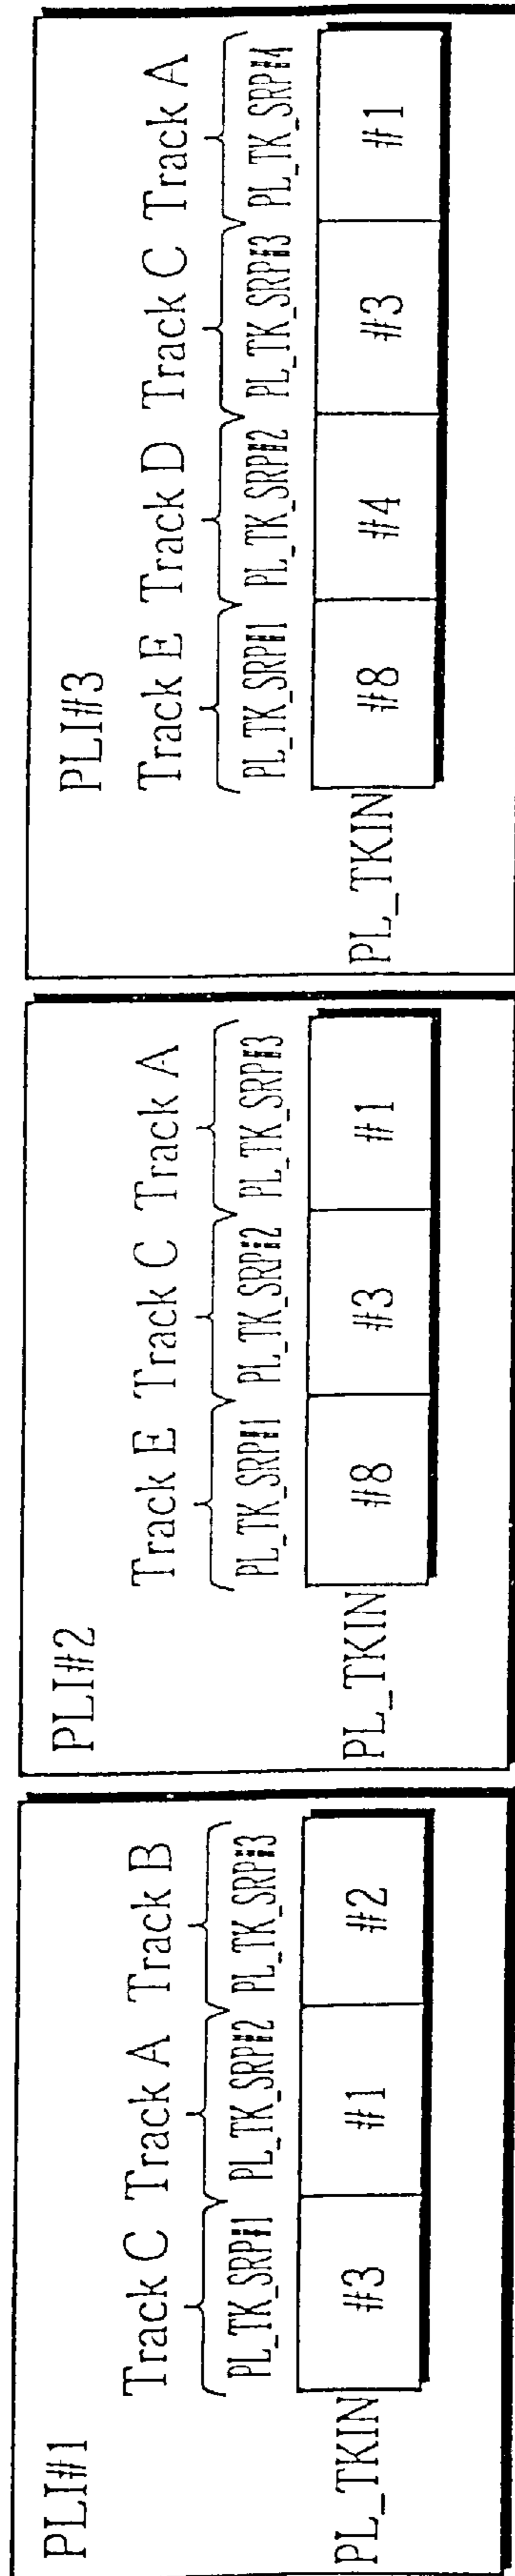 PLI#1
Track C Track A Track B
PL_TK_SRP#1 PL_TK_SRP#2 PL_TK_SRP#3
PL_TKIN #3 #1 #2
PLI#2
Track E Track C Track A
PL_TK_SRP#1 PL_TK_SRP#2 PL_TK_SRP#3
PL_TKIN #8 #3 #1
PLI#3
Track E Track D Track C Track A
PL_TK_SRP#1 PL_TK_SRP#2 PL_TK_SRP#3 PL_TK_SRP#4
PL_TKIN #8 #4 #3 #1